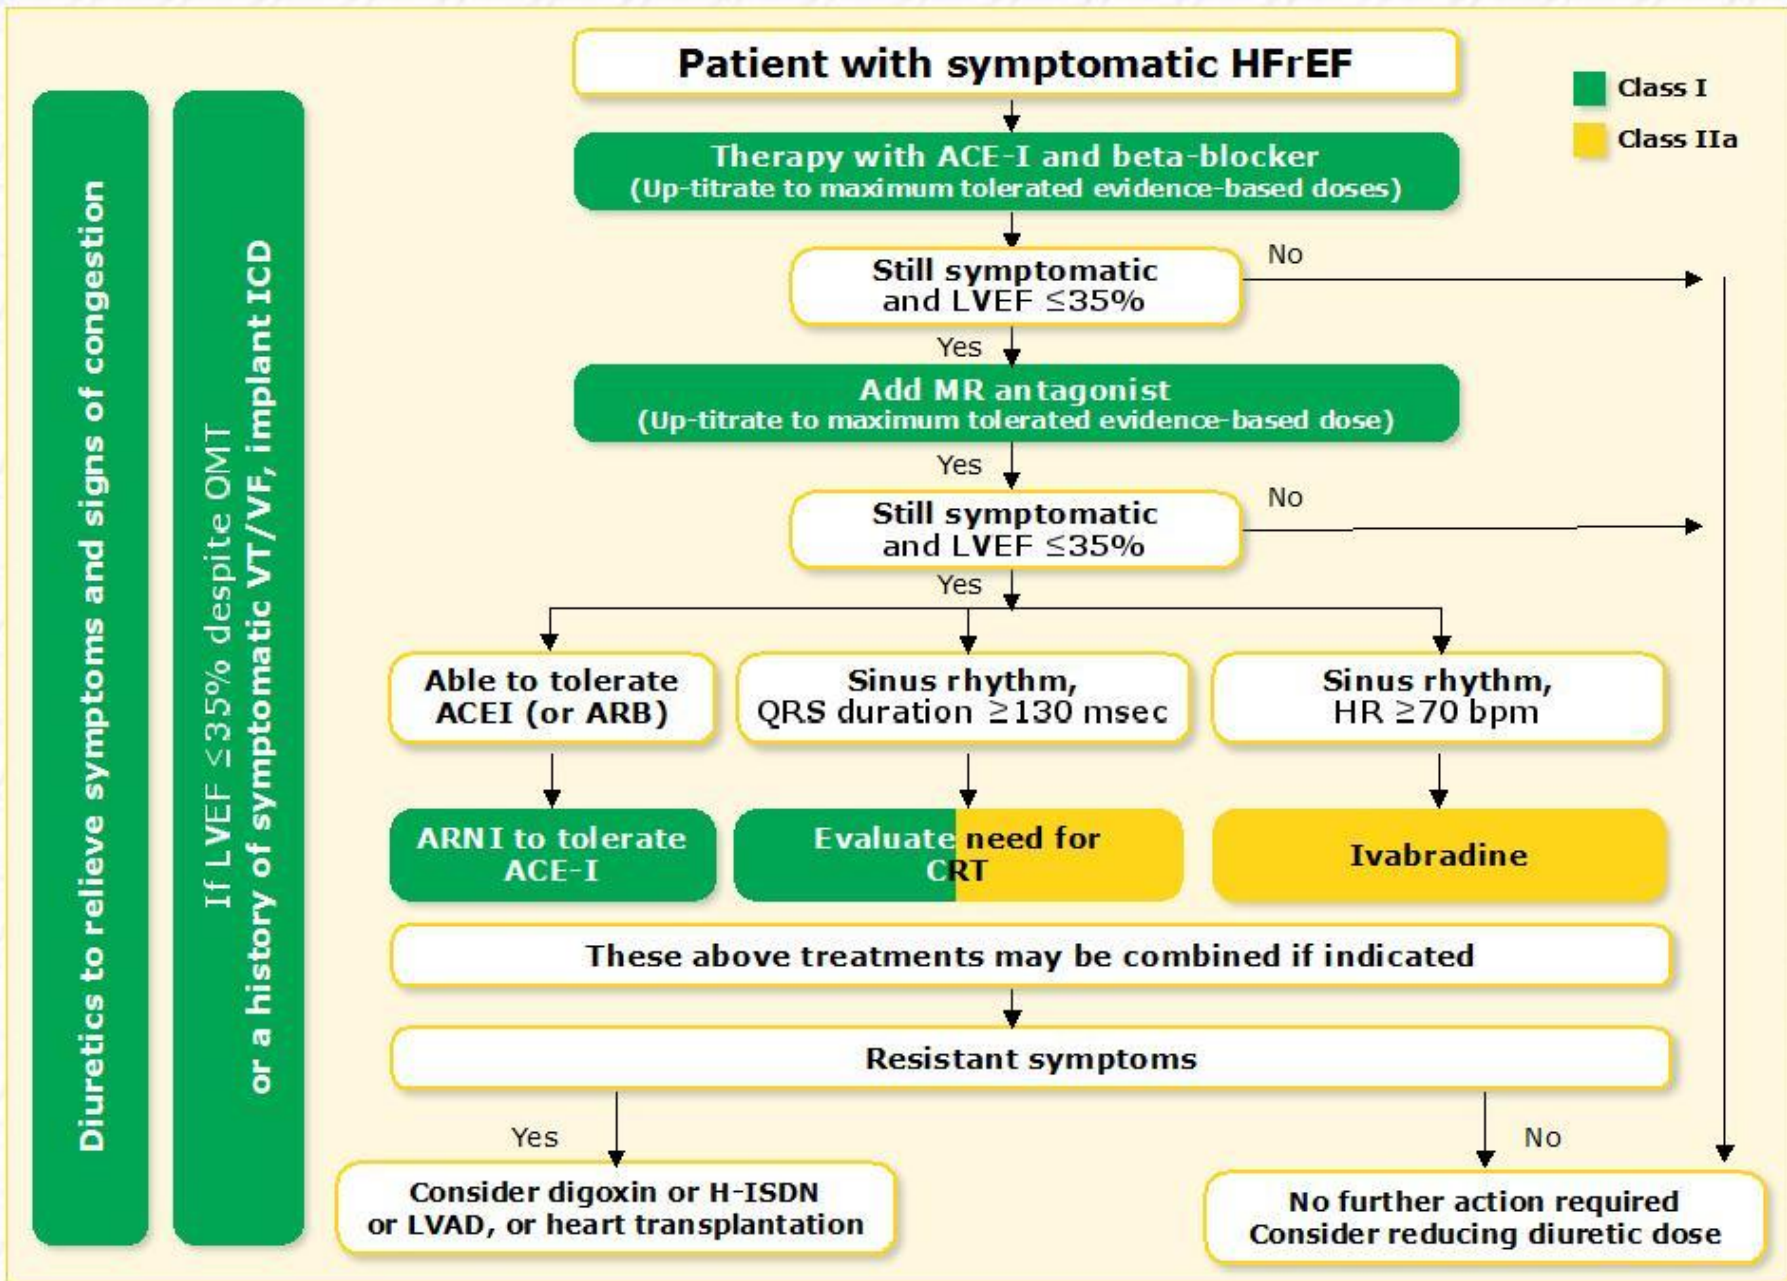 Patient with symptomatic HFrEF
Class I
Class IIa
Therapy with ACE-I and beta-blocker
(Up-titrate to maximum tolerated evidence-based doses)
Still symptomatic
and LVEF ≤35%
No
Yes
Add MR antagonist
(Up-titrate to maximum tolerated evidence-based dose)
Yes
Still symptomatic
and LVEF ≤35%
No
Yes
Able to tolerate
ACEI (or ARB)
Sinus rhythm,
QRS duration ≥130 msec
Sinus rhythm,
HR ≥70 bpm
ARNI to tolerate
ACE-I
Evaluate need for
CRT
Ivabradine
These above treatments may be combined if indicated
Resistant symptoms
Yes
No
Consider digoxin or H-ISDN
or LVAD, or heart transplantation
No further action required
Consider reducing diuretic dose
Diuretics to relieve symptoms and signs of congestion
If LVEF ≤35% despite OMT
or a history of symptomatic VT/VF, implant ICD